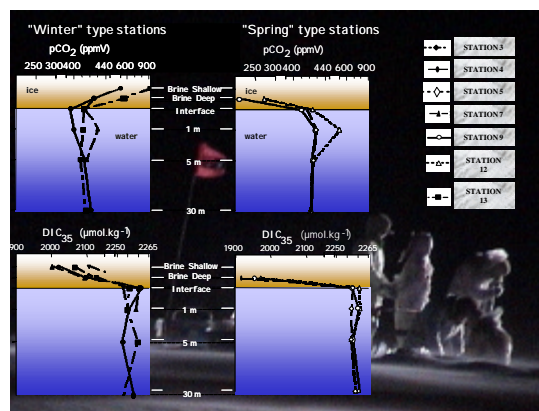 "Winter" type stations
pCO2 (ppmV)
250 300 400 440 600 900
ice
water
"Spring" type stations
pCO2 (ppmV)
250 300 400 440 600 900
ice
water
Brine Shallow
Brine Deep
Interface
1 m
5 m
30 m
DIC35 (µmol.kg-1)
1900 2000 2100 2200 2265
DIC35 (µmol.kg-1)
1900 2000 2100 2200 2265
Brine Shallow
Brine Deep
Interface
1 m
5 m
30 m
STATION 3
STATION 4
STATION 5
STATION 7
STATION 9
STATION
12
STATION
13